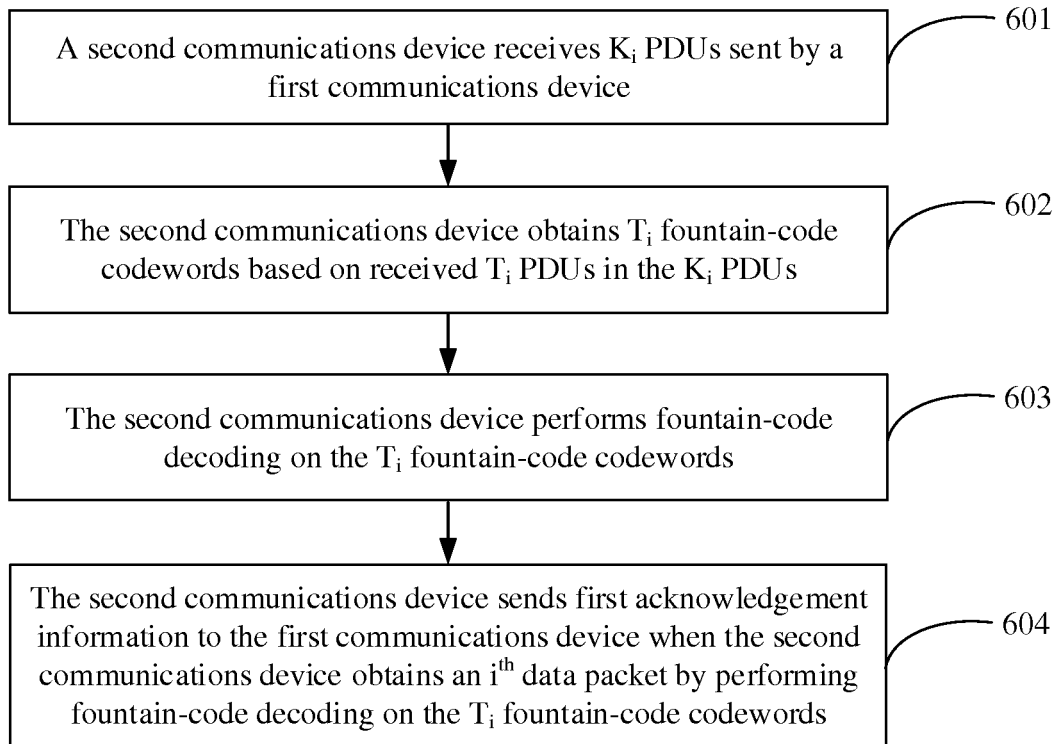 601
A second communications device receives Kᵢ PDUs sent by a
first communications device
602
The second communications device obtains Tᵢ fountain-code
codewords based on received Tᵢ PDUs in the Kᵢ PDUs
603
The second communications device performs fountain-code
decoding on the Tᵢ fountain-code codewords
604
The second communications device sends first acknowledgement
information to the first communications device when the second
communications device obtains an iᵗʰ data packet by performing
fountain-code decoding on the Tᵢ fountain-code codewords